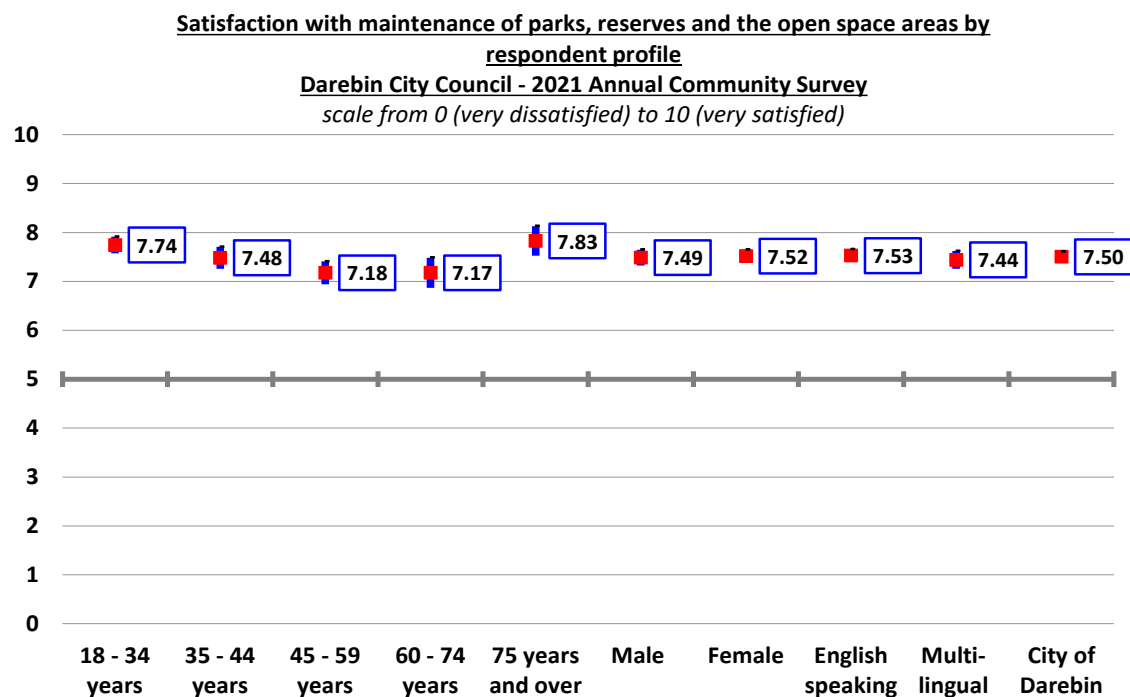 Satisfaction with maintenance of parks, reserves and the open space areas by
respondent profile
Darebin City Council - 2021 Annual Community Survey
scale from 0 (very dissatisfied) to 10 (very satisfied)
10
9
8
7
6
5
4
3
2
1
0
7.74
7.48
7.18
7.17
7.83
7.49
7.52
7.53
7.44
7.50
18 - 34
years
35 - 44
years
45 - 59
years
60 - 74
years
75 years
and over
Male
Female
English
speaking
Multi-
lingual
City of
Darebin